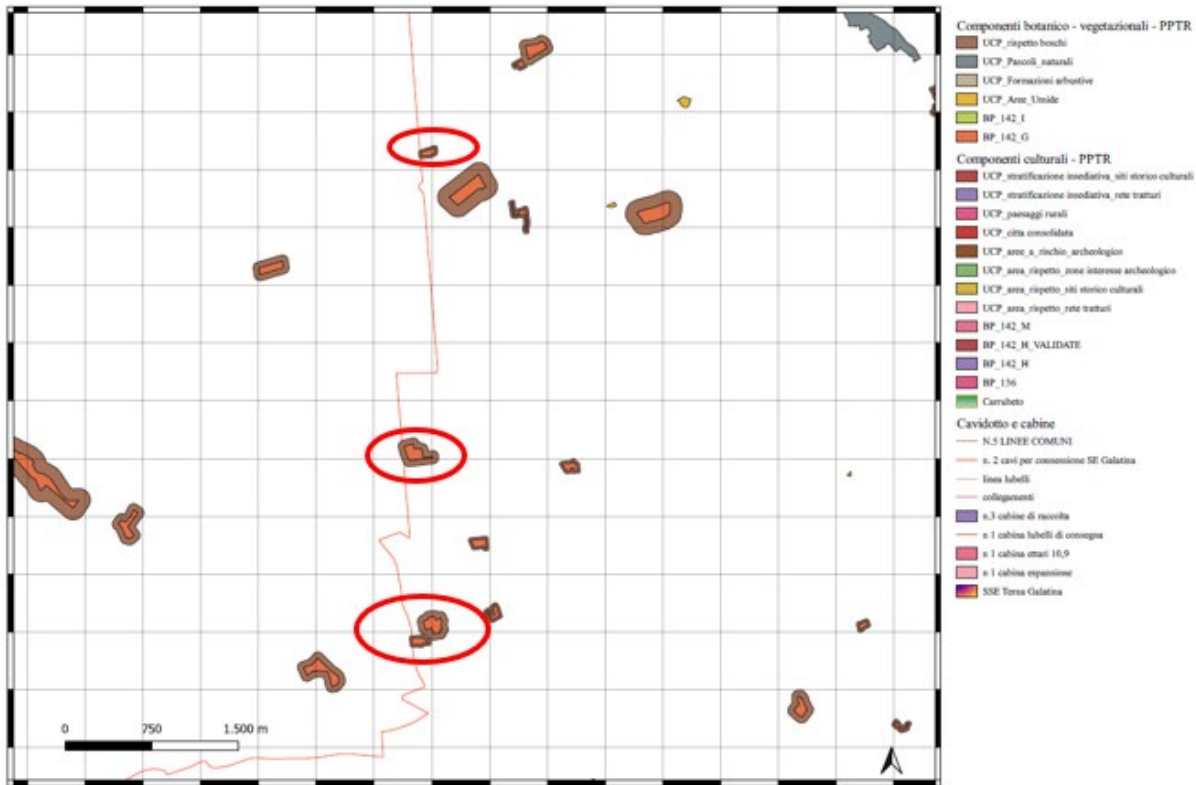 Componenti botanico - vegetazionali - PPTR
UCP_rispetto boschi
UCP_Pascoli_naturali
UCP_Formazioni arbustive
UCP_Aree_Umide
BP_142_I
BP_142_G
Componenti culturali - PPTR
UCP_stratificazione insediativa_siti storico culturali
UCP_stratificazione insediativa_rete tratturi
UCP_paesaggi rurali
UCP_citta consolidata
UCP_aree_a_rischio_archeologico
UCP_area_rispetto_zone interesse archeologico
UCP_area_rispetto_siti storico culturali
UCP_area_rispetto_rete tratturi
BP_142_M
BP_142_H_VALIDATE
BP_142_H
BP_136
Carrubeto
Cavidotto e cabine
N.5 LINEE COMUNI
n. 2 cavi per connessione SE Galatina
linea lubelli
collegamenti
n.3 cabine di raccolta
n 1 cabina lubelli di consegna
n 1 cabina ettari 10,9
n 1 cabina espansione
SSE Terna Galatina
0 750 1.500 m